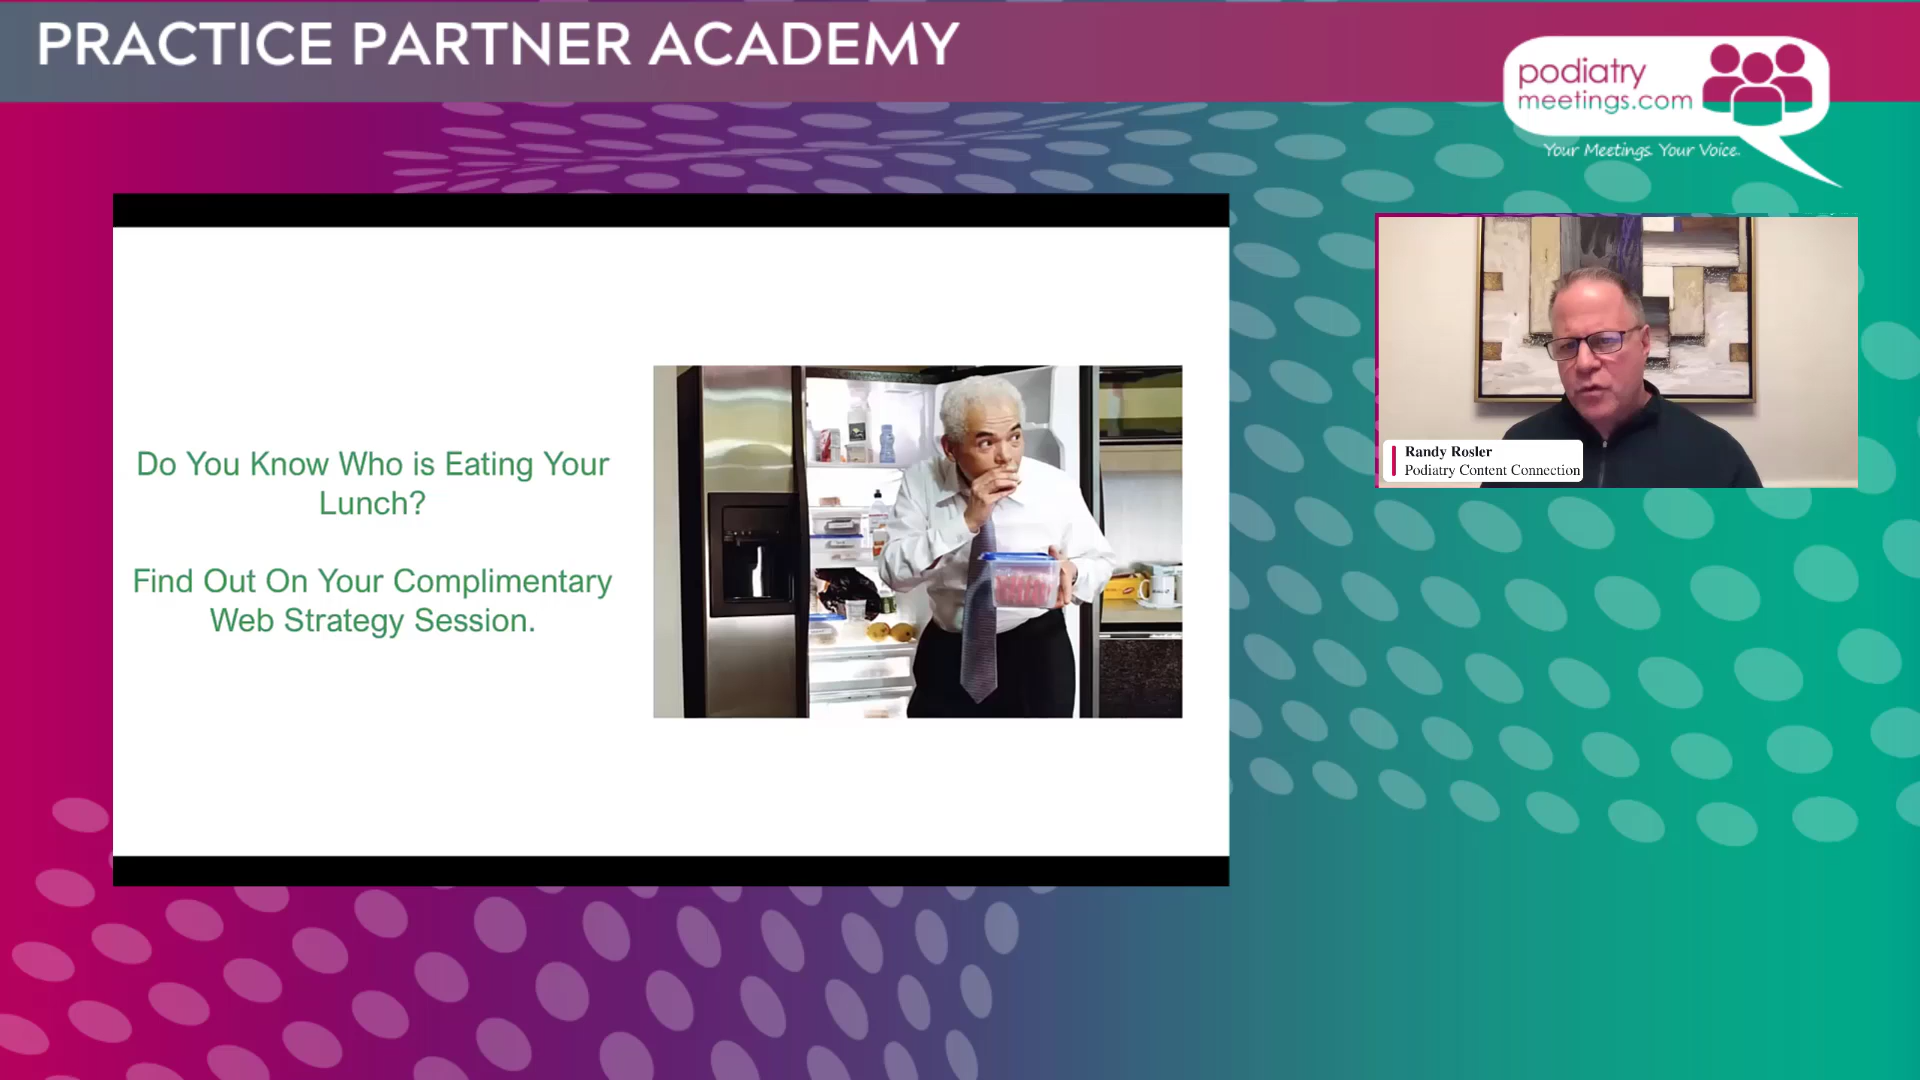 PRACTICE PARTNER ACADEMY
podiatry
meetings.com
Your Meetings. Your Voice.
Do You Know Who is Eating Your
Lunch?
Find Out On Your Complimentary
Web Strategy Session.
Randy Rosler
Podiatry Content Connection